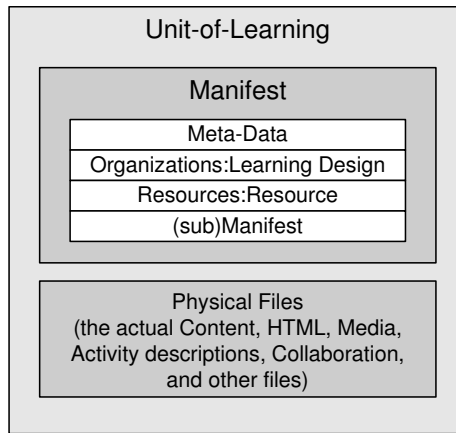 Unit-of-Learning
Manifest
Meta-Data
Organizations:Learning Design
Resources:Resource
(sub)Manifest
Physical Files
(the actual Content, HTML, Media,
Activity descriptions, Collaboration,
and other files)